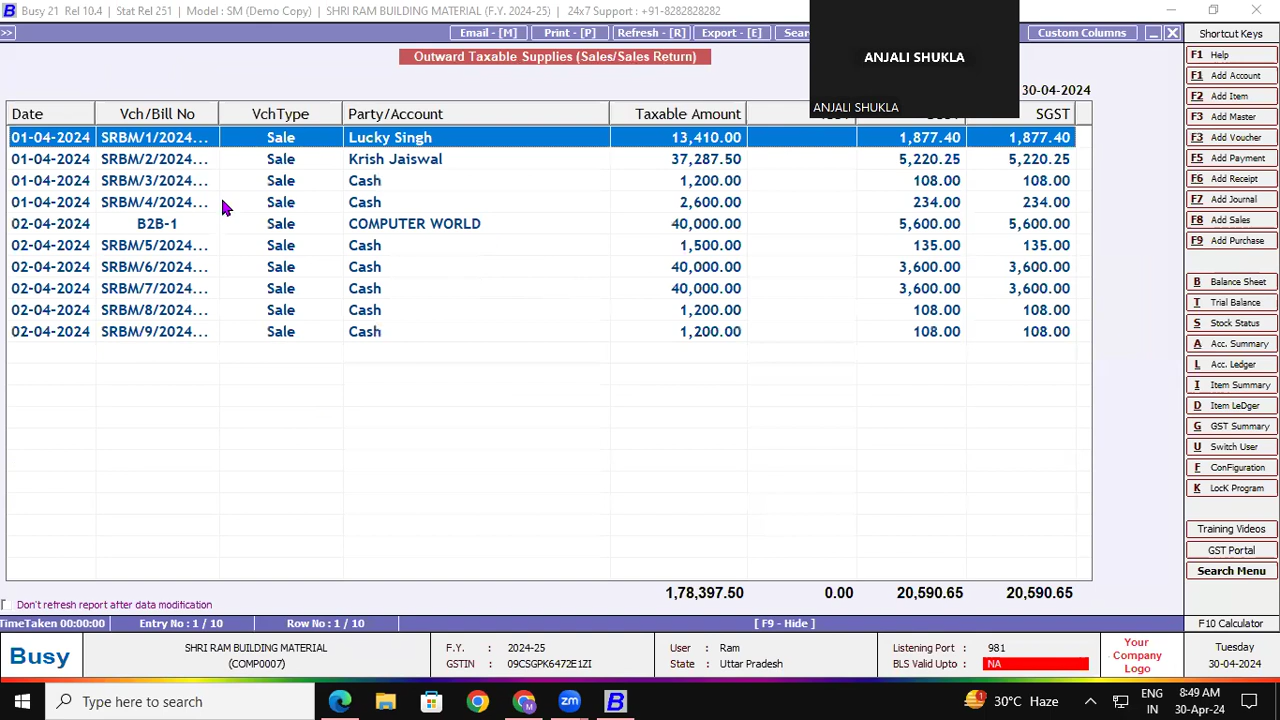 Busy 21 Rel 10.4 | Stat Rel 251 | Model : SM (Demo Copy) | SHRI RAM BUILDING MATERIAL (F.Y. 2024-25) | 24x7 Support : +91-8282828282
>> Email - [M] Print - [P] Refresh - [R] Export - [E] Sear Custom Columns
ANJALI SHUKLA
ANJALI SHUKLA
Outward Taxable Supplies (Sales/Sales Return)
30-04-2024
Date Vch/Bill No VchType Party/Account Taxable Amount SGST
01-04-2024 SRBM/1/2024... Sale Lucky Singh 13,410.00 1,877.40 1,877.40
01-04-2024 SRBM/2/2024... Sale Krish Jaiswal 37,287.50 5,220.25 5,220.25
01-04-2024 SRBM/3/2024... Sale Cash 1,200.00 108.00 108.00
01-04-2024 SRBM/4/2024... Sale Cash 2,600.00 234.00 234.00
02-04-2024 B2B-1 Sale COMPUTER WORLD 40,000.00 5,600.00 5,600.00
02-04-2024 SRBM/5/2024... Sale Cash 1,500.00 135.00 135.00
02-04-2024 SRBM/6/2024... Sale Cash 40,000.00 3,600.00 3,600.00
02-04-2024 SRBM/7/2024... Sale Cash 40,000.00 3,600.00 3,600.00
02-04-2024 SRBM/8/2024... Sale Cash 1,200.00 108.00 108.00
02-04-2024 SRBM/9/2024... Sale Cash 1,200.00 108.00 108.00
1,78,397.50 0.00 20,590.65 20,590.65
Don't refresh report after data modification
TimeTaken 00:00:00 Entry No : 1 / 10 Row No : 1 / 10 [ F9 - Hide ]
Shortcut Keys
F1 Help
F1 Add Account
F2 Add Item
F3 Add Master
F3 Add Voucher
F5 Add Payment
F6 Add Receipt
F7 Add Journal
F8 Add Sales
F9 Add Purchase
B Balance Sheet
T Trial Balance
S Stock Status
A Acc. Summary
L Acc. Ledger
I Item Summary
D Item LeDger
G GST Summary
U Switch User
F ConFiguration
K LocK Program
Training Videos
GST Portal
Search Menu
F10 Calculator
Busy
SHRI RAM BUILDING MATERIAL
(COMP0007)
F.Y. : 2024-25
GSTIN : 09CSGPK6472E1ZI
User : Ram
State : Uttar Pradesh
Listening Port : 981
BLS Valid Upto : NA
Your
Company
Logo
Tuesday
30-04-2024
Type here to search
30°C Haze
ENG
IN
8:49 AM
30-Apr-24